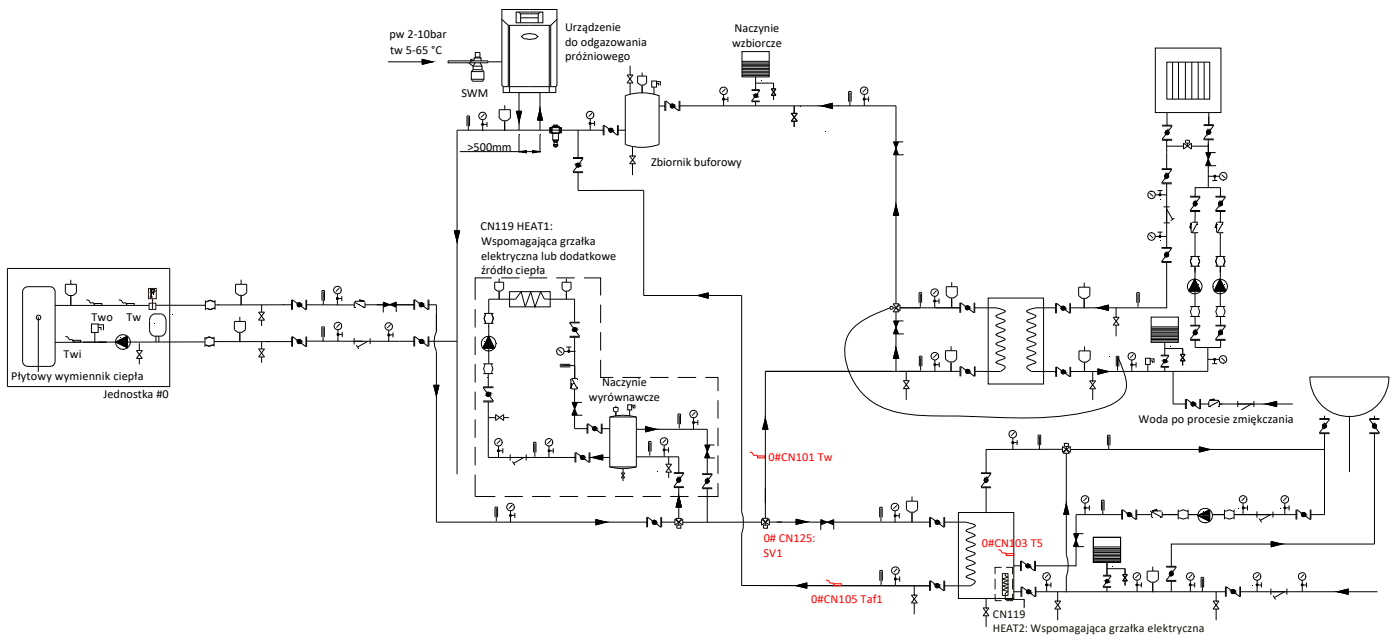 pw 2-10bar
tw 5-65 °C
SWM
Urządzenie
do odgazowania
próżniowego
Naczynie
wzbiorcze
>500mm
Zbiornik buforowy
CN119 HEAT1:
Wspomagająca grzałka
elektryczna lub dodatkowe
źródło ciepła
Two
Tw
Twi
Płytowy wymiennik ciepła
Jednostka #0
Naczynie
wyrównawcze
Woda po procesie zmiękczania
0#CN101 Tw
0# CN125:
SV1
0#CN103 T5
0#CN105 Taf1
CN119
HEAT2: Wspomagająca grzałka elektryczna